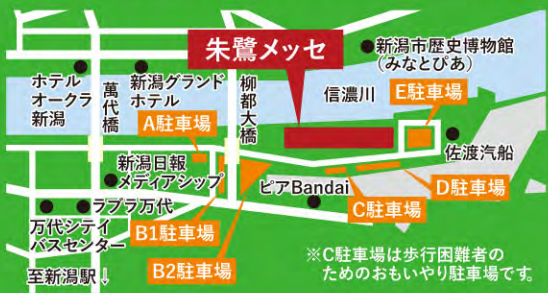 朱鷺メッセ
新潟市歴史博物館
(みなとぴあ)
ホテル
オークラ
新潟
萬代橋
新潟グランド
ホテル
柳都大橋
信濃川
E駐車場
A駐車場
佐渡汽船
新潟日報
メディアシップ
ピアBandai
D駐車場
C駐車場
ラブラ万代
万代シテイ
バスセンター
B1駐車場
B2駐車場
至新潟駅↓
※C駐車場は歩行困難者の
ためのおもいやり駐車場です。